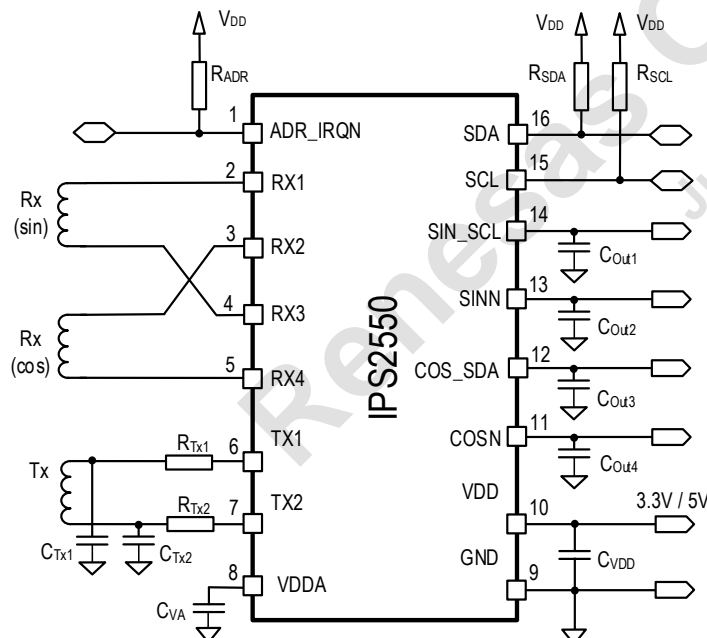 VDD
VDD
VDD
RADR
RSDA
RSCL
1
ADR_IRQN
SDA
16
2
RX1
SCL
15
Rx
(sin)
3
RX2
SIN_SCL
14
COut1
4
RX3
SINN
13
COut2
Rx
(cos)
5
RX4
COS_SDA
12
COut3
IPS2550
TX1
6
RTx1
COSN
11
COut4
Tx
TX2
7
RTx2
VDD
10
3.3V / 5V
CTx1
CTx2
CVDD
8
VDDA
GND
9
CVA
Renesas C